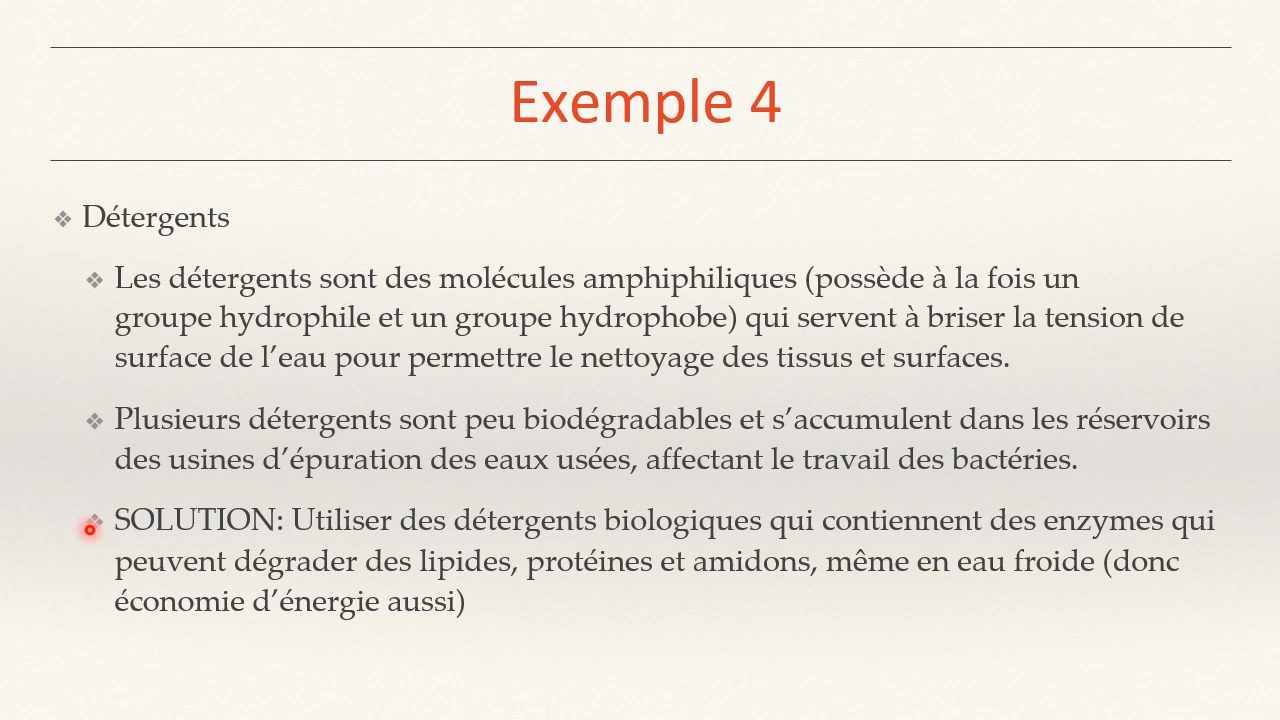 Exemple 4
Détergents
Les détergents sont des molécules amphiphiliques (possède à la fois un
groupe hydrophile et un groupe hydrophobe) qui servent à briser la tension de
surface de l’eau pour permettre le nettoyage des tissus et surfaces.
Plusieurs détergents sont peu biodégradables et s’accumulent dans les réservoirs
des usines d’épuration des eaux usées, affectant le travail des bactéries.
SOLUTION: Utiliser des détergents biologiques qui contiennent des enzymes qui
peuvent dégrader des lipides, protéines et amidons, même en eau froide (donc
économie d’énergie aussi)